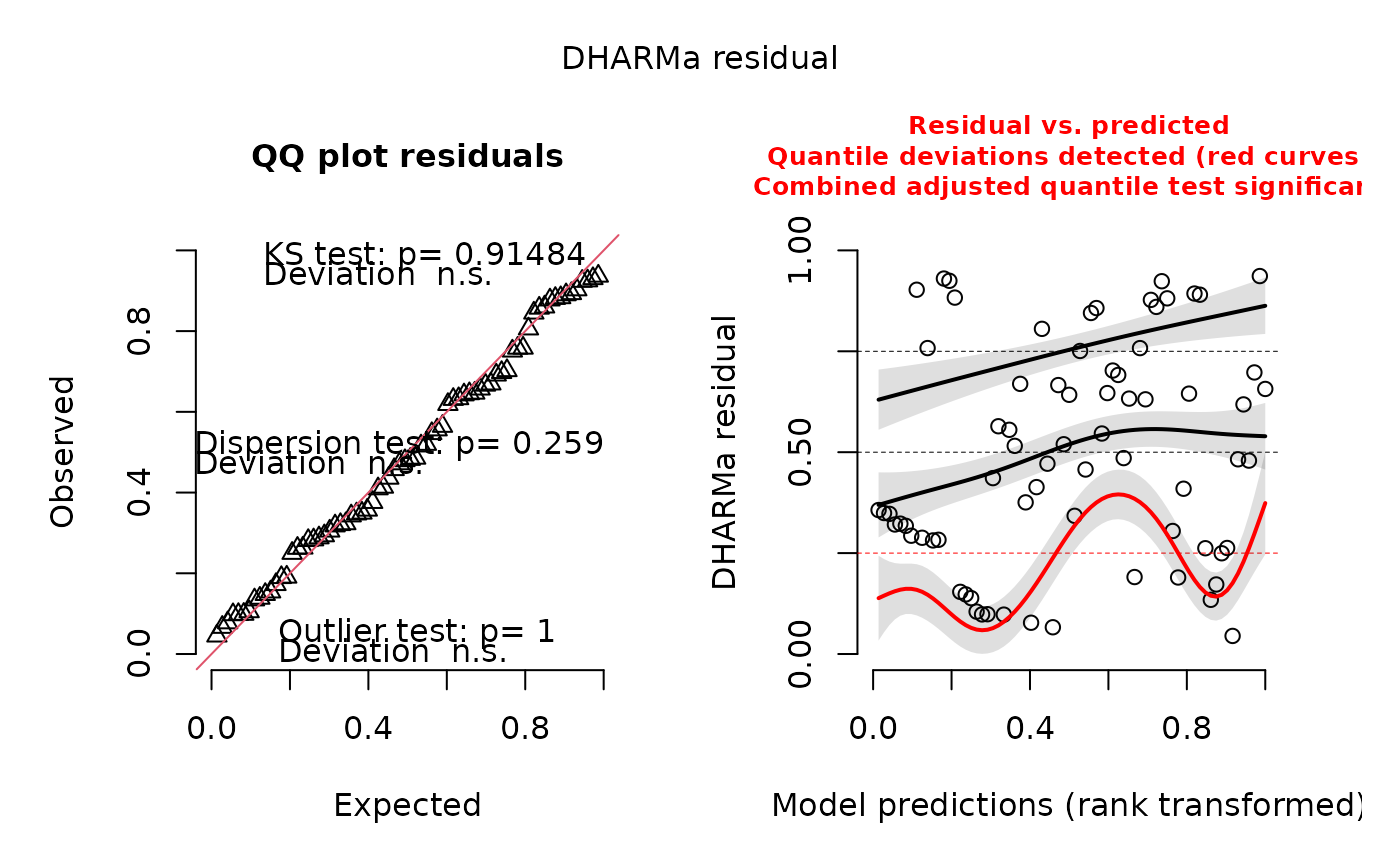 DHARMa residual
QQ plot residuals
Observed
0.0
0.4
0.8
KS test: p= 0.91484
Deviation n.s.
Dispersion test: p= 0.259
Deviation n.s.
Outlier test: p= 1
Deviation n.s.
0.0
0.4
0.8
Expected
Residual vs. predicted
Quantile deviations detected (red curves
Combined adjusted quantile test significan
DHARMa residual
0.00
0.50
1.00
0.0
0.4
0.8
Model predictions (rank transformed)